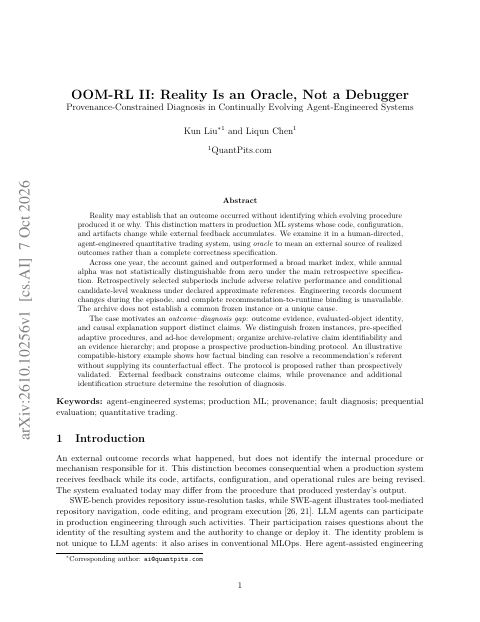 OOM-RL II: Reality Is an Oracle, Not a Debugger
Provenance-Constrained Diagnosis in Continually Evolving Agent-Engineered Systems
Kun Liu*1 and Liqun Chen1
1QuantPits.com
Abstract
Reality may establish that an outcome occurred without identifying which evolving procedure
produced it or why. This distinction matters in production ML systems whose code, configuration,
and artifacts change while external feedback accumulates. We examine it in a human-directed,
agent-engineered quantitative trading system, using oracle to mean an external source of realized
outcomes rather than a complete correctness specification.
Across one year, the account gained and outperformed a broad market index, while annual
alpha was not statistically distinguishable from zero under the main retrospective specifica-
tion. Retrospectively selected subperiods include adverse relative performance and conditional
candidate-level weakness under declared approximate references. Engineering records document
changes during the episode, and complete recommendation-to-runtime binding is unavailable.
The archive does not establish a common frozen instance or a unique cause.
The case motivates an outcome–diagnosis gap: outcome evidence, evaluated-object identity,
and causal explanation support distinct claims. We distinguish frozen instances, pre-specified
adaptive procedures, and ad-hoc development; organize archive-relative claim identifiability and
an evidence hierarchy; and propose a prospective production-binding protocol. An illustrative
compatible-history example shows how factual binding can resolve a recommendation's referent
without supplying its counterfactual effect. The protocol is proposed rather than prospectively
validated. External feedback constrains outcome claims, while provenance and additional
identification structure determine the resolution of diagnosis.
Keywords: agent-engineered systems; production ML; provenance; fault diagnosis; prequential
evaluation; quantitative trading.
1 Introduction
An external outcome records what happened, but does not identify the internal procedure or
mechanism responsible for it. This distinction becomes consequential when a production system
receives feedback while its code, artifacts, configuration, and operational rules are being revised.
The system evaluated today may differ from the procedure that produced yesterday's output.
SWE-bench provides repository issue-resolution tasks, while SWE-agent illustrates tool-mediated
repository navigation, code editing, and program execution [26, 21]. LLM agents can participate
in production engineering through such activities. Their participation raises questions about the
identity of the resulting system and the authority to change or deploy it. The identity problem is
not unique to LLM agents: it also arises in conventional MLOps. Here agent-assisted engineering
*Corresponding author: ai@quantpits.com
1
arXiv:2610.10256v1 [cs.AI] 7 Oct 2026